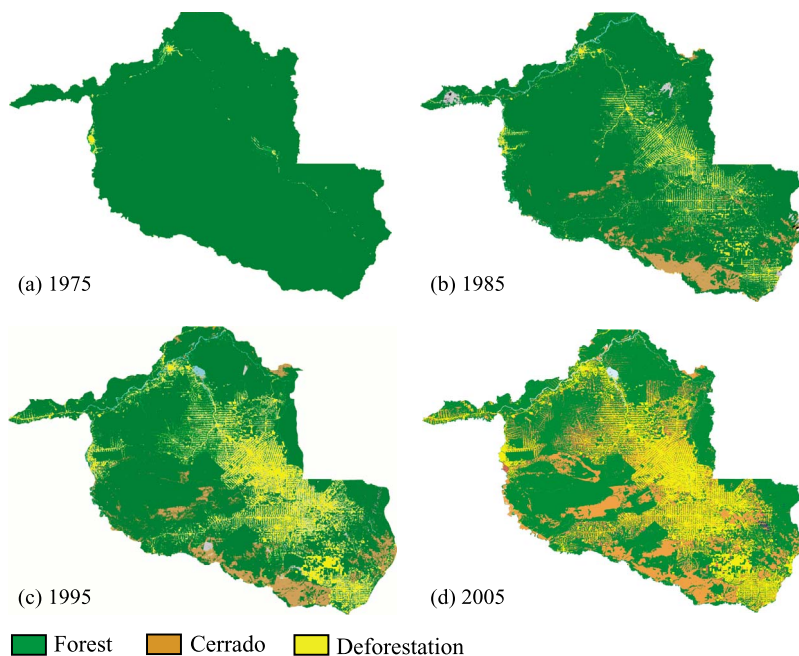 (a) 1975
(b) 1985
(c) 1995
(d) 2005
Forest
Cerrado
Deforestation